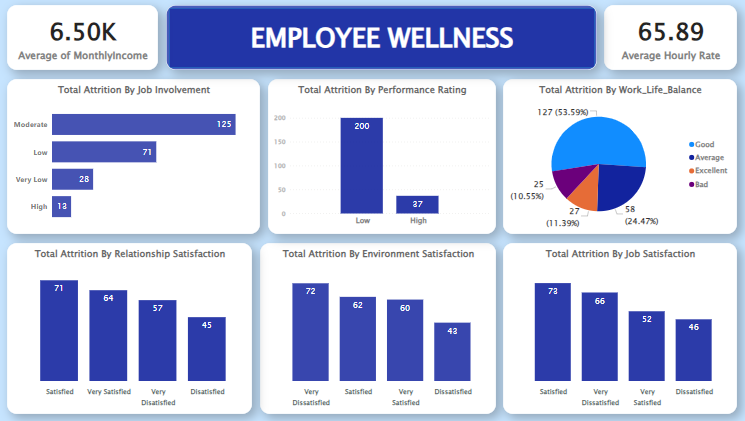 6.50K
Average of MonthlyIncome
EMPLOYEE WELLNESS
65.89
Average Hourly Rate
Total Attrition By Job Involvement
Moderate 125
Low 71
Very Low 28
High 13
Total Attrition By Performance Rating
200
150
100
50
0
200
37
Low High
Total Attrition By Work_Life_Balance
127 (53.59%)
25
(10.55%)
27
(11.39%)
58
(24.47%)
Good
Average
Excellent
Bad
Total Attrition By Relationship Satisfaction
71
64
57
45
Satisfied Very Satisfied Very Disatisfied
Disatisfied
Total Attrition By Environment Satisfaction
72
62
60
43
Very Satisfied Very Dissatisfied
Dissatisfied Satisfied
Total Attrition By Job Satisfaction
73
66
52
46
Satisfied Very Very Dissatisfied
Dissatisfied Satisfied